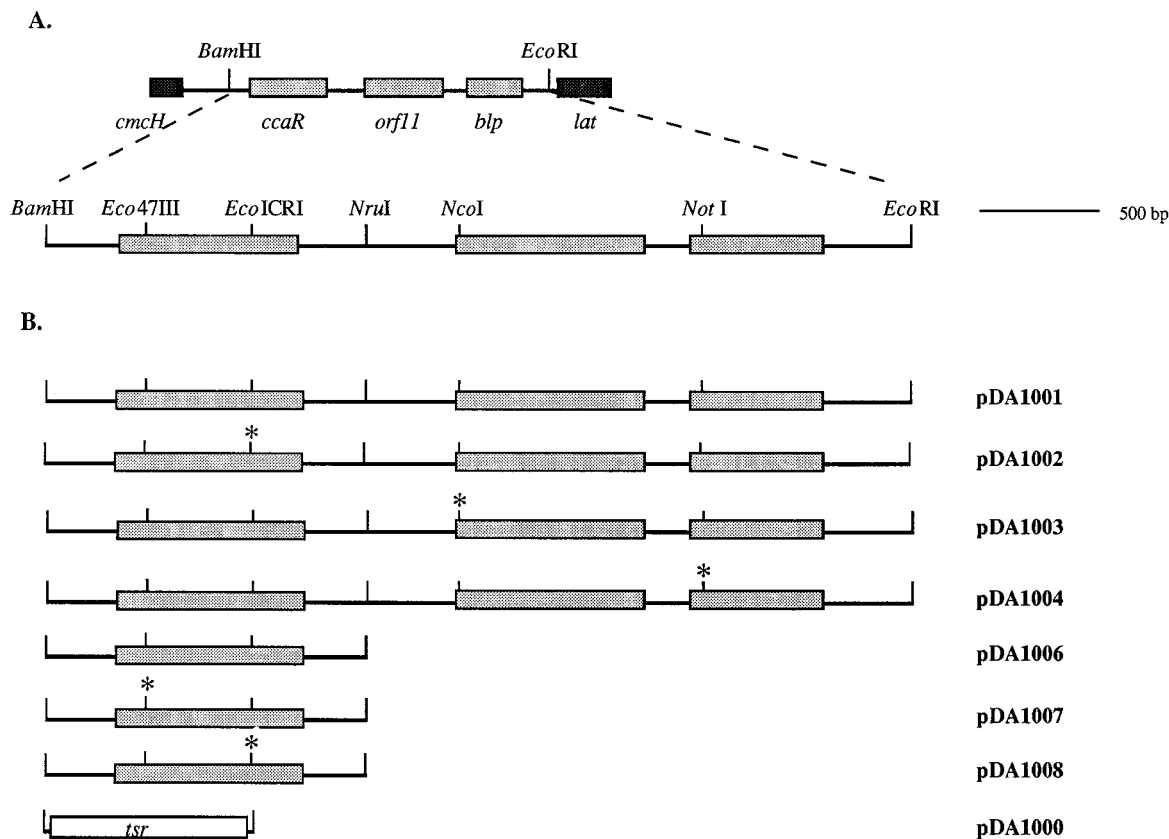 A.
BamHI EcoRI
cmcH ccaR orf11 blp lat
BamHI Eco47III EcoICRI NruI NcoI Not I EcoRI 500 bp
B.
pDA1001
*
pDA1002
*
pDA1003
*
pDA1004
pDA1006
*
pDA1007
*
pDA1008
tsr pDA1000